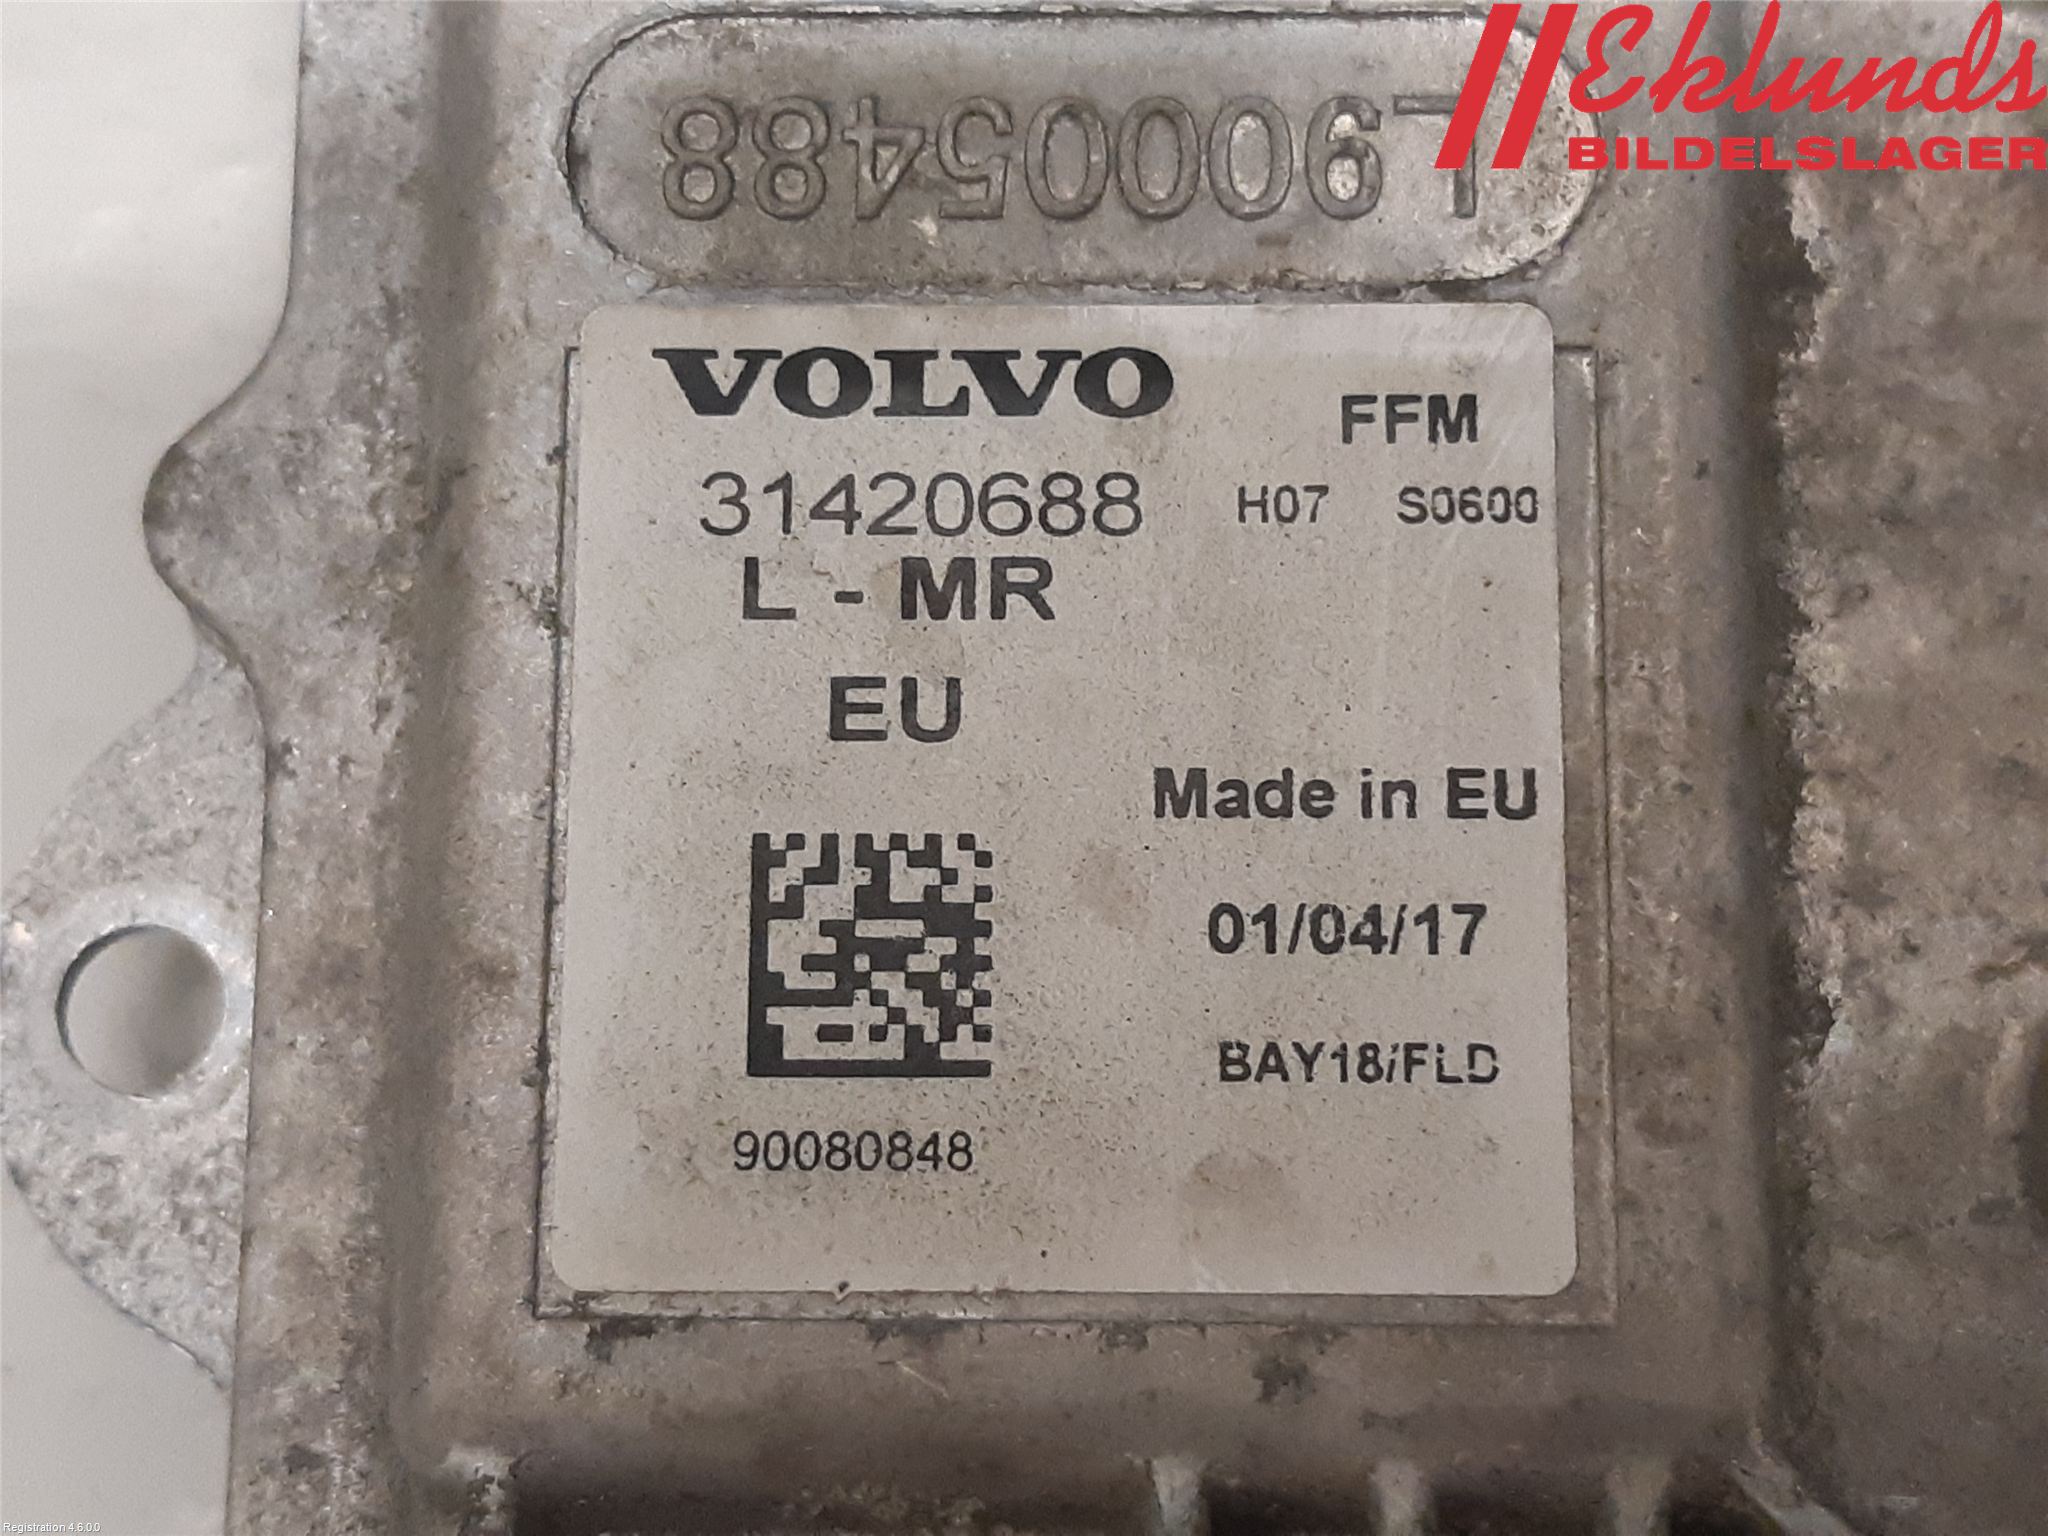 L90005488
Eklunds
BILDELSLAGER
VOLVO
FFM
31420688
H07 S0600
L - MR
EU
Made in EU
01/04/17
BAY18/FLD
90080848
Registration 4.6.0.0